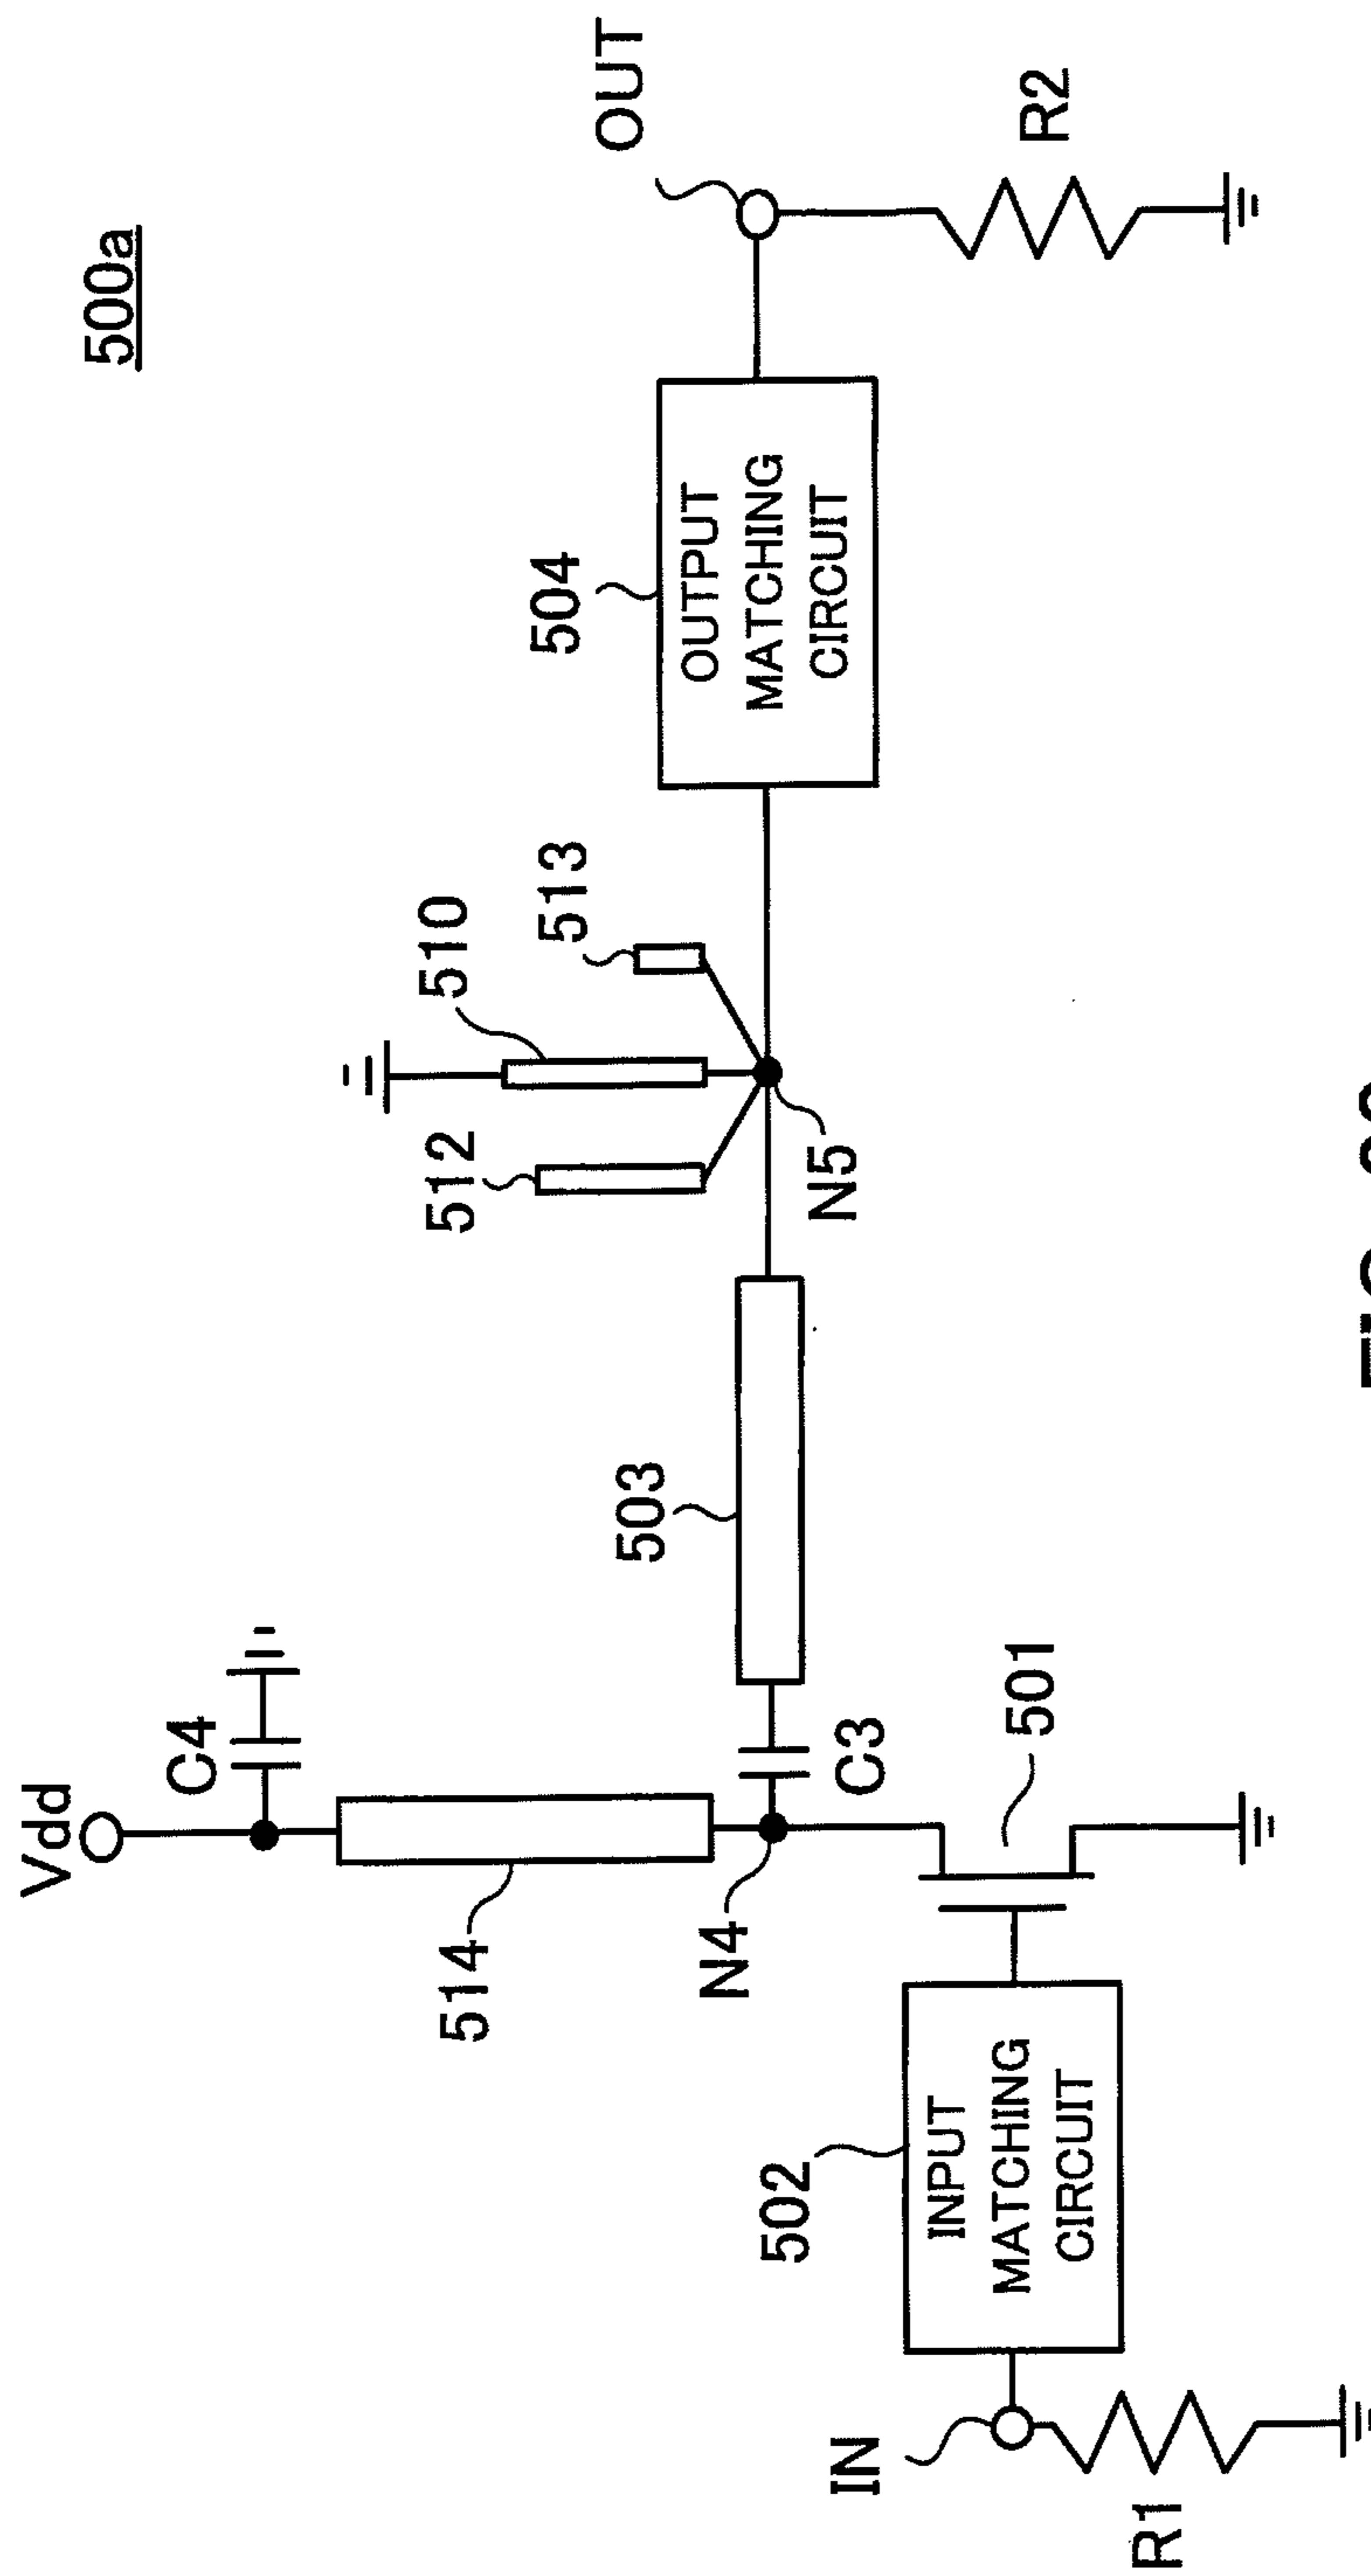 500a
Vdd
C4
514
N4
C3
503
512
510
513
N5
504
OUTPUT
MATCHING
CIRCUIT
OUT
R2
501
502
INPUT
MATCHING
CIRCUIT
IN
R1